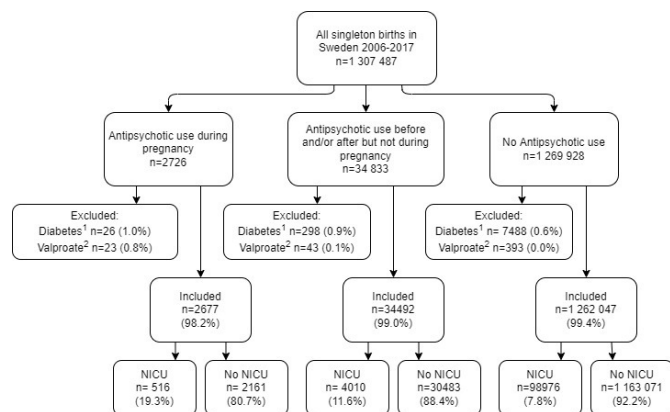 All singleton births in
Sweden 2006-2017
n=1 307 487
Antipsychotic use during
pregnancy
n=2726
Antipsychotic use before
and/or after but not during
pregnancy
n=34 833
No Antipsychotic use
n=1 269 928
Excluded:
Diabetes¹ n=26 (1.0%)
Valproate² n=23 (0.8%)
Excluded:
Diabetes¹ n=298 (0.9%)
Valproate² n=43 (0.1%)
Excluded:
Diabetes¹ n= 7488 (0.6%)
Valproate² n=393 (0.0%)
Included
n=2677
(98.2%)
Included
n=34492
(99.0%)
Included
n=1 262 047
(99.4%)
NICU
n= 516
(19.3%)
No NICU
n= 2161
(80.7%)
NICU
n= 4010
(11.6%)
No NICU
n=30483
(88.4%)
NICU
n=98976
(7.8%)
No NICU
n=1 163 071
(92.2%)